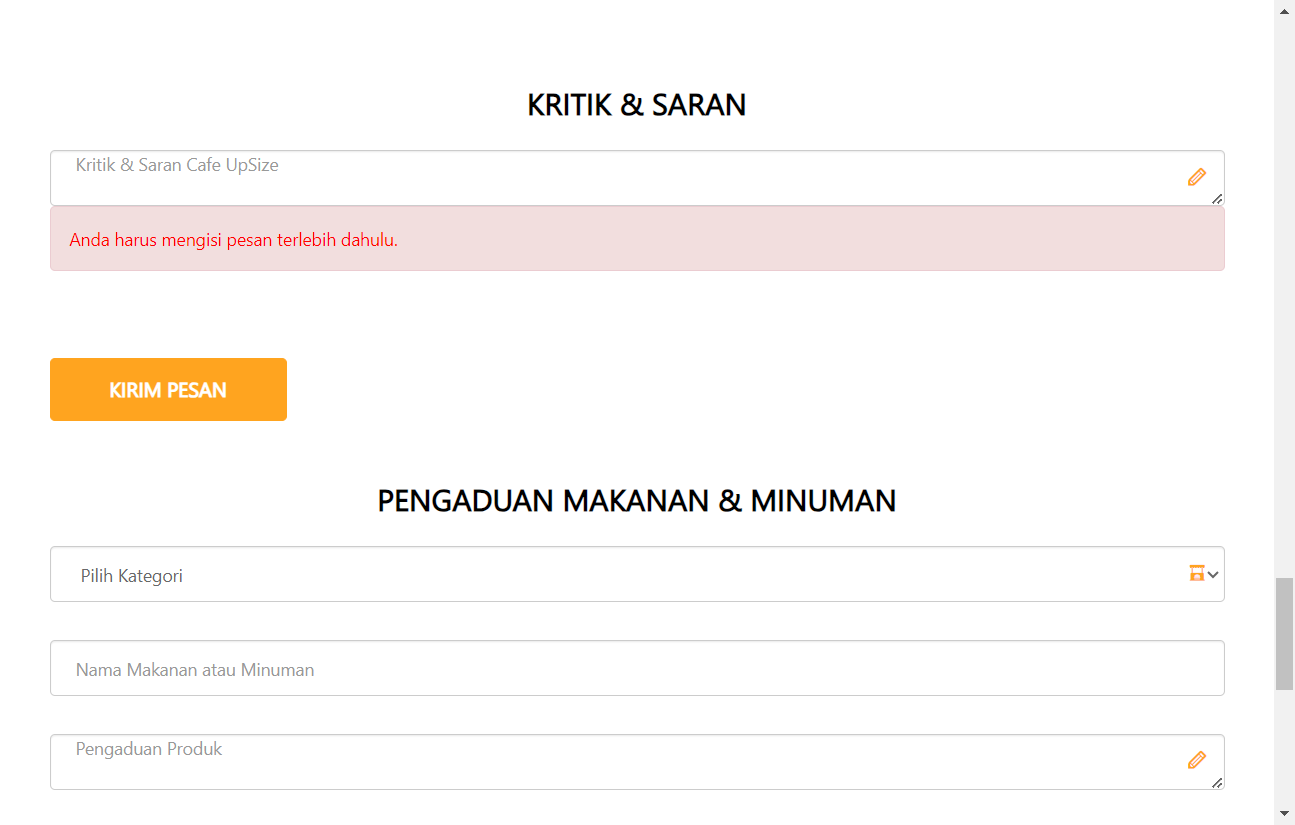 KRITIK & SARAN
Kritik & Saran Cafe UpSize
Anda harus mengisi pesan terlebih dahulu.
KIRIM PESAN
PENGADUAN MAKANAN & MINUMAN
Pilih Kategori
Nama Makanan atau Minuman
Pengaduan Produk